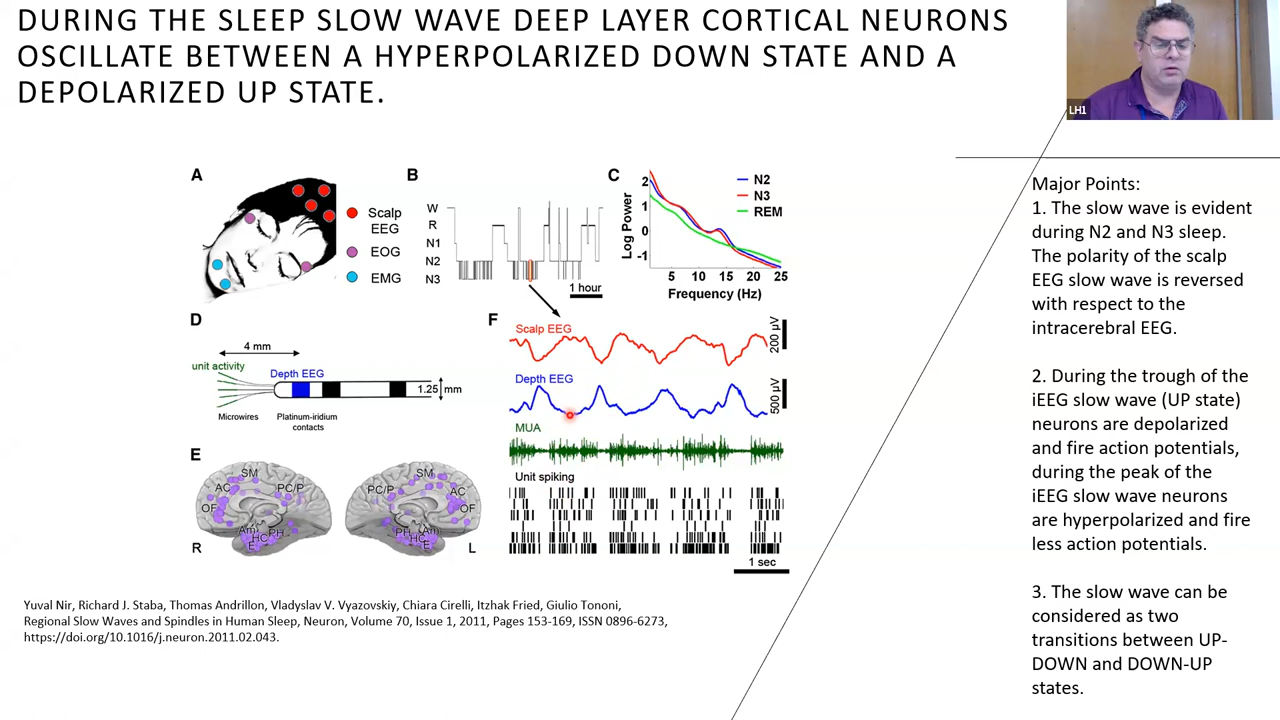 DURING THE SLEEP SLOW WAVE DEEP LAYER CORTICAL NEURONS
OSCILLATE BETWEEN A HYPERPOLARIZED DOWN STATE AND A
DEPOLARIZED UP STATE.
LH1
A
Scalp
EEG
EOG
EMG
B
W
R
N1
N2
N3
1 hour
C
Log Power
2
1
0
-1
N2
N3
REM
5
10
15
20
25
Frequency (Hz)
D
4 mm
unit activity
Depth EEG
1.25 mm
Microwires
Platinum-iridium
contacts
E
SM
AC
PC/P
OF
Am
HC
PH
E
R
SM
PC/P
AC
OF
PH
Am
HC
E
L
F
Scalp EEG
200 µV
Depth EEG
500 µV
MUA
Unit spiking
1 sec
Yuval Nir, Richard J. Staba, Thomas Andrillon, Vladyslav V. Vyazovskiy, Chiara Cirelli, Itzhak Fried, Giulio Tononi,
Regional Slow Waves and Spindles in Human Sleep, Neuron, Volume 70, Issue 1, 2011, Pages 153-169, ISSN 0896-6273,
https://doi.org/10.1016/j.neuron.2011.02.043.
Major Points:
1. The slow wave is evident
during N2 and N3 sleep.
The polarity of the scalp
EEG slow wave is reversed
with respect to the
intracerebral EEG.
2. During the trough of the
iEEG slow wave (UP state)
neurons are depolarized
and fire action potentials,
during the peak of the
iEEG slow wave neurons
are hyperpolarized and fire
less action potentials.
3. The slow wave can be
considered as two
transitions between UP-
DOWN and DOWN-UP
states.